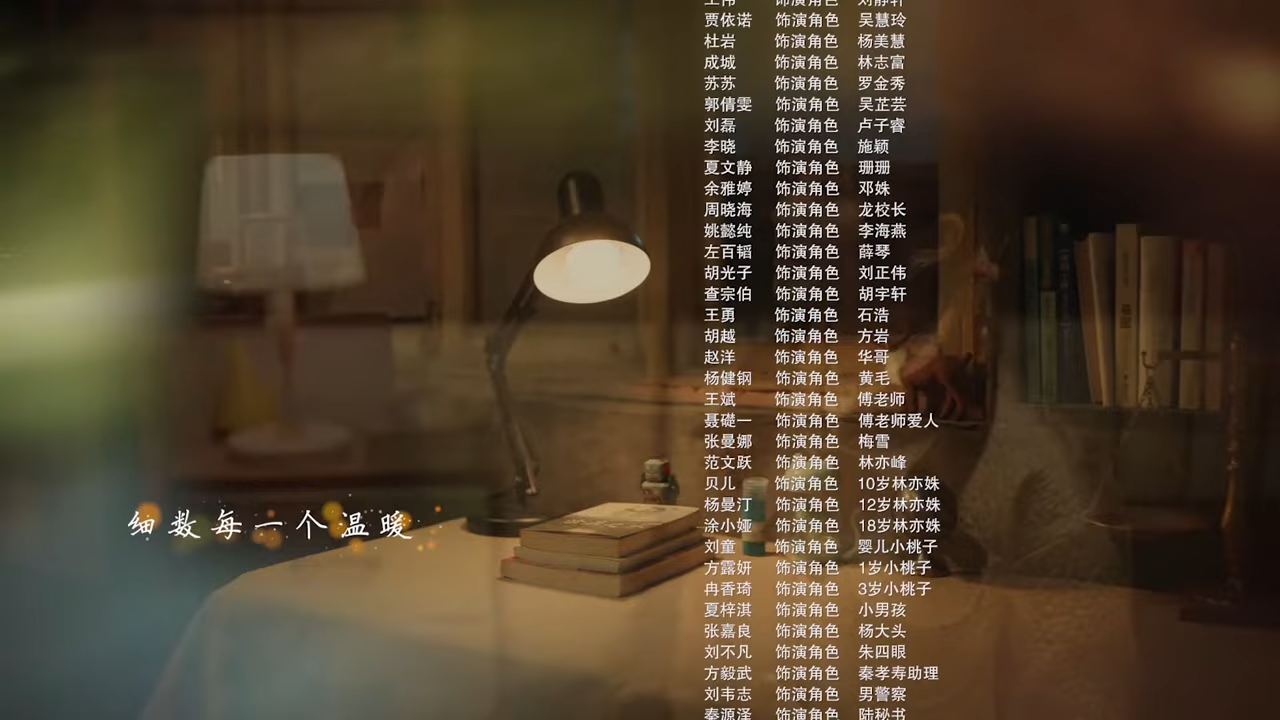 贾依诺 饰演角色 吴慧玲
杜岩 饰演角色 杨美慧
成城 饰演角色 林志富
苏苏 饰演角色 罗金秀
郭倩雯 饰演角色 吴芷芸
刘磊 饰演角色 卢子睿
李晓 饰演角色 施颖
夏文静 饰演角色 珊珊
余雅婷 饰演角色 邓姝
周晓海 饰演角色 龙校长
姚懿纯 饰演角色 李海燕
左百韬 饰演角色 薛琴
胡光子 饰演角色 刘正伟
查宗伯 饰演角色 胡宇轩
王勇 饰演角色 石浩
胡越 饰演角色 方岩
赵洋 饰演角色 华哥
杨健钢 饰演角色 黄毛
王斌 饰演角色 傅老师
聂礎一 饰演角色 傅老师爱人
张曼娜 饰演角色 梅雪
范文跃 饰演角色 林亦峰
贝儿 饰演角色 10岁林亦姝
杨曼汀 饰演角色 12岁林亦姝
涂小娅 饰演角色 18岁林亦姝
刘童 饰演角色 婴儿小桃子
方露妍 饰演角色 1岁小桃子
冉香琦 饰演角色 3岁小桃子
夏梓淇 饰演角色 小男孩
张嘉良 饰演角色 杨大头
刘不凡 饰演角色 朱四眼
方毅武 饰演角色 秦孝寿助理
刘韦志 饰演角色 男警察
秦源泽 饰演角色 陆秘书
细数每一个温暖